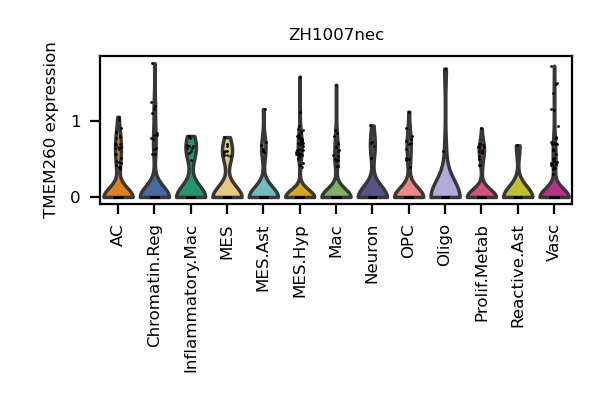 ZH1007nec
TMEM260 expression
1
0
AC
Chromatin.Reg
Inflammatory.Mac
MES
MES.Ast
MES.Hyp
Mac
Neuron
OPC
Oligo
Prolif.Metab
Reactive.Ast
Vasc